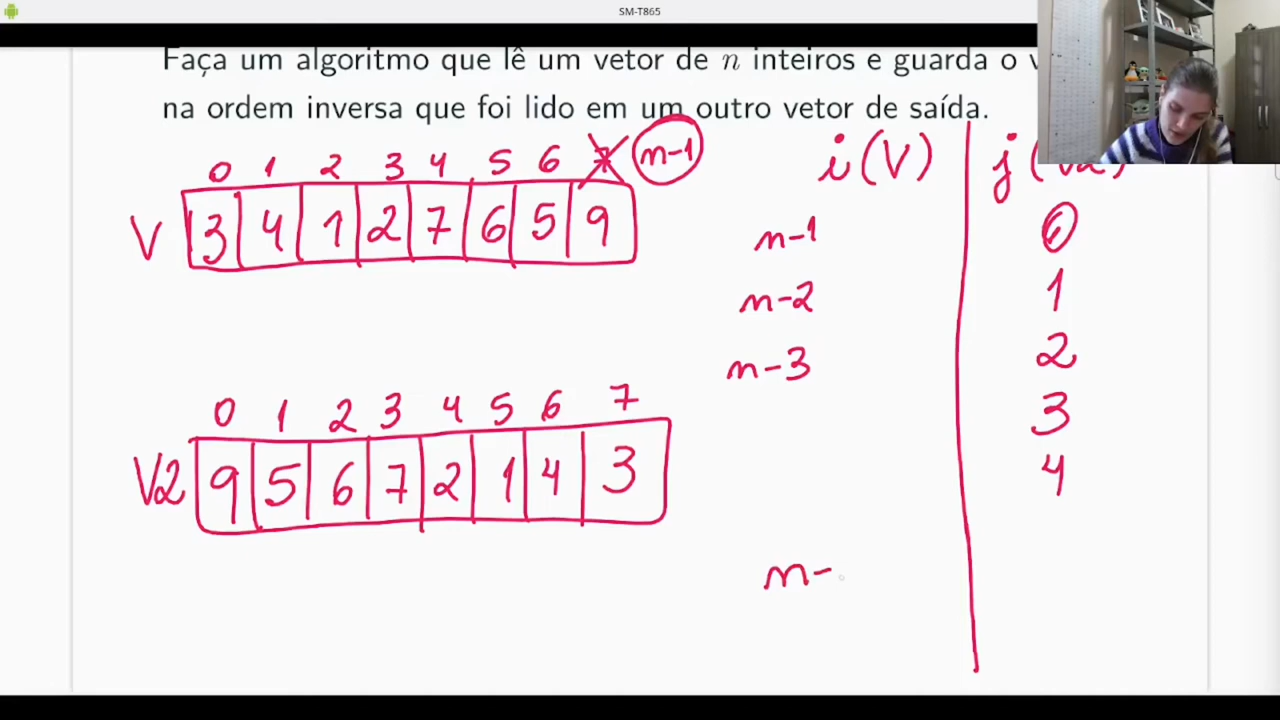 SM-T865
Faça um algoritmo que lê um vetor de n inteiros e guarda o
na ordem inversa que foi lido em um outro vetor de saída.
0 1 2 3 4 5 6 7 n-1
V 3 4 1 2 7 6 5 9
i (V) j (V2)
n-1 0
n-2 1
n-3 2
3
4
0 1 2 3 4 5 6 7
V2 9 5 6 7 2 1 4 3
n-